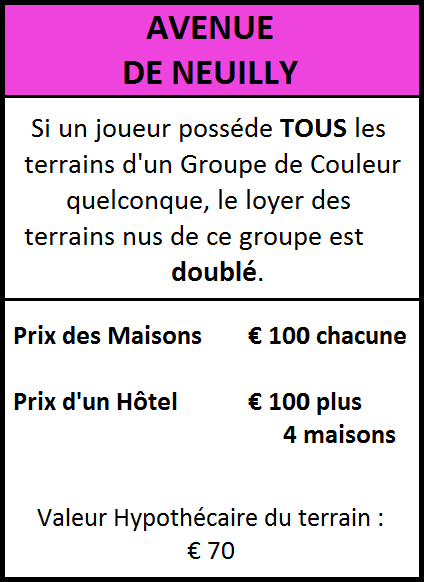 AVENUE
DE NEUILLY
Si un joueur posséde TOUS les
terrains d'un Groupe de Couleur
quelconque, le loyer des
terrains nus de ce groupe est
doublé.
Prix des Maisons € 100 chacune
Prix d'un Hôtel € 100 plus
4 maisons
Valeur Hypothécaire du terrain :
€ 70